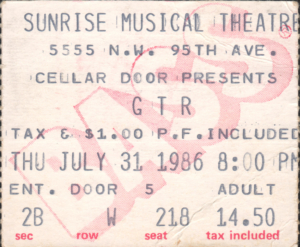 SUNRISE MUSICAL THEATRE
5555 N.W. 95TH AVE.
CELLAR DOOR PRESENTS
GTR
TAX & $1.00 P.F. INCLUDED
THU JULY 31 1986 8:00 PM
ENT. DOOR 5 ADULT
2B W 218 14.50
sec row seat tax included
BASS